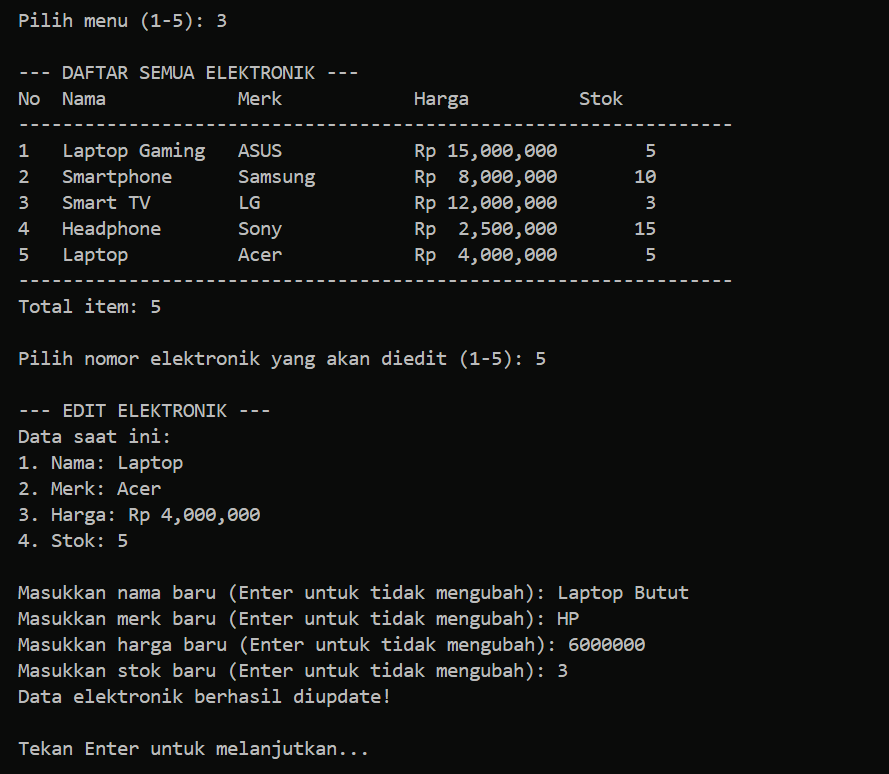 Pilih menu (1-5): 3
--- DAFTAR SEMUA ELEKTRONIK ---
No  Nama            Merk            Harga          Stok
-----------------------------------------------------------------
1   Laptop Gaming   ASUS            Rp 15,000,000        5
2   Smartphone      Samsung         Rp  8,000,000       10
3   Smart TV        LG              Rp 12,000,000        3
4   Headphone       Sony            Rp  2,500,000       15
5   Laptop          Acer            Rp  4,000,000        5
-----------------------------------------------------------------
Total item: 5
Pilih nomor elektronik yang akan diedit (1-5): 5
--- EDIT ELEKTRONIK ---
Data saat ini:
1. Nama: Laptop
2. Merk: Acer
3. Harga: Rp 4,000,000
4. Stok: 5
Masukkan nama baru (Enter untuk tidak mengubah): Laptop Butut
Masukkan merk baru (Enter untuk tidak mengubah): HP
Masukkan harga baru (Enter untuk tidak mengubah): 6000000
Masukkan stok baru (Enter untuk tidak mengubah): 3
Data elektronik berhasil diupdate!
Tekan Enter untuk melanjutkan...